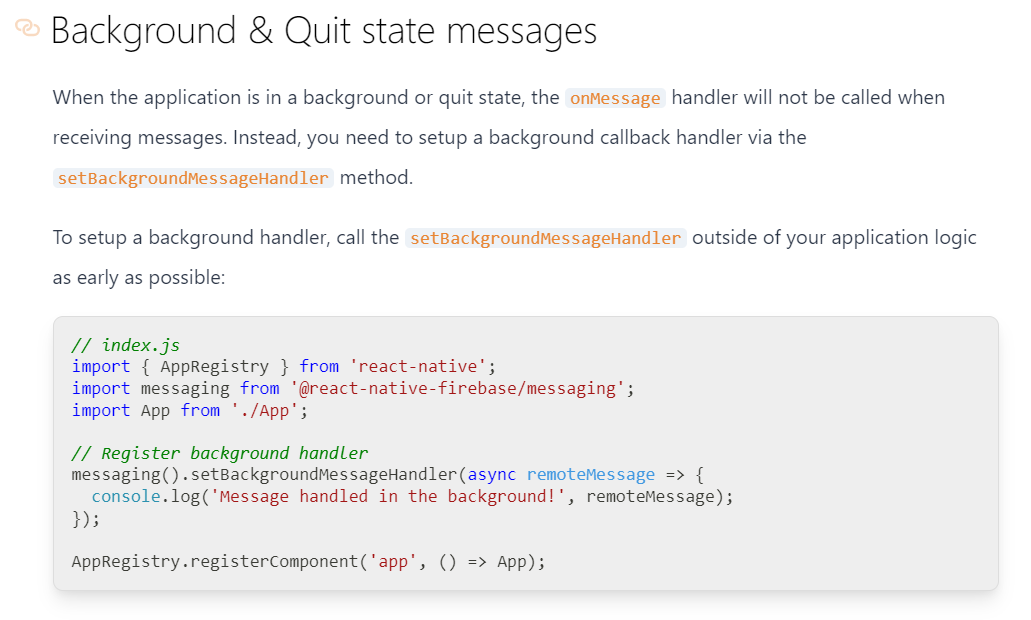 Background & Quit state messages
When the application is in a background or quit state, the onMessage handler will not be called when
receiving messages. Instead, you need to setup a background callback handler via the
setBackgroundMessageHandler method.
To setup a background handler, call the setBackgroundMessageHandler outside of your application logic
as early as possible:
// index.js
import { AppRegistry } from 'react-native';
import messaging from '@react-native-firebase/messaging';
import App from './App';
// Register background handler
messaging().setBackgroundMessageHandler(async remoteMessage => {
  console.log('Message handled in the background!', remoteMessage);
});
AppRegistry.registerComponent('app', () => App);